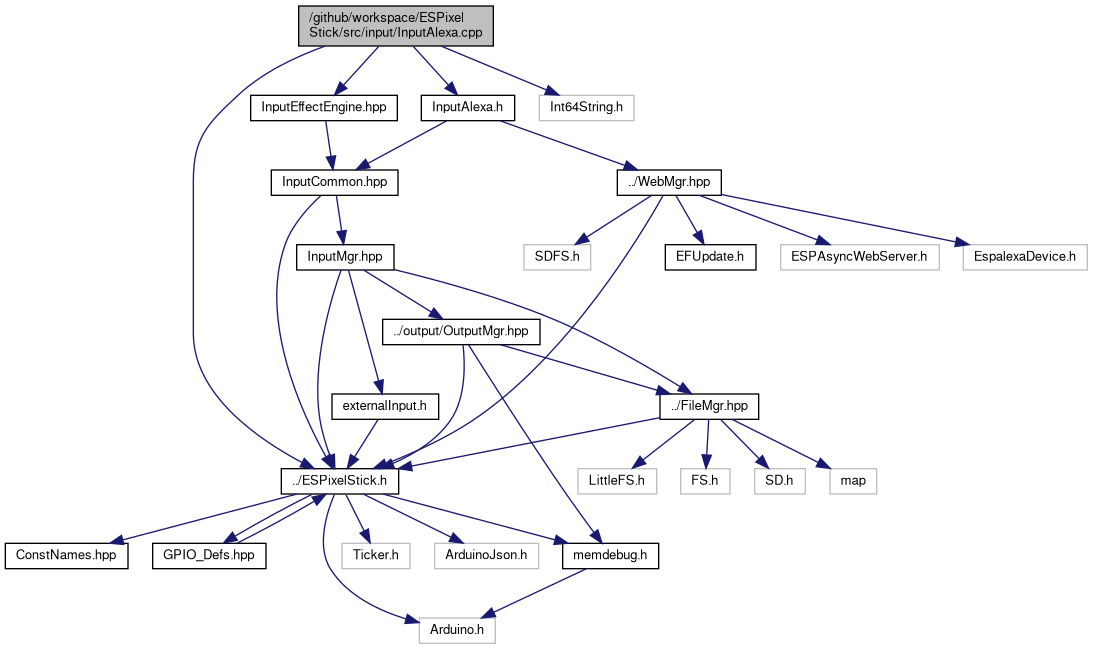 /github/workspace/ESPixel
Stick/src/input/InputAlexa.cpp
InputEffectEngine.hpp
InputAlexa.h
Int64String.h
InputCommon.hpp
../WebMgr.hpp
InputMgr.hpp
SDFS.h
EFUpdate.h
ESPAsyncWebServer.h
EspalexaDevice.h
../output/OutputMgr.hpp
externalInput.h
../FileMgr.hpp
../ESPixelStick.h
LittleFS.h
FS.h
SD.h
map
ConstNames.hpp
GPIO_Defs.hpp
Ticker.h
ArduinoJson.h
memdebug.h
Arduino.h